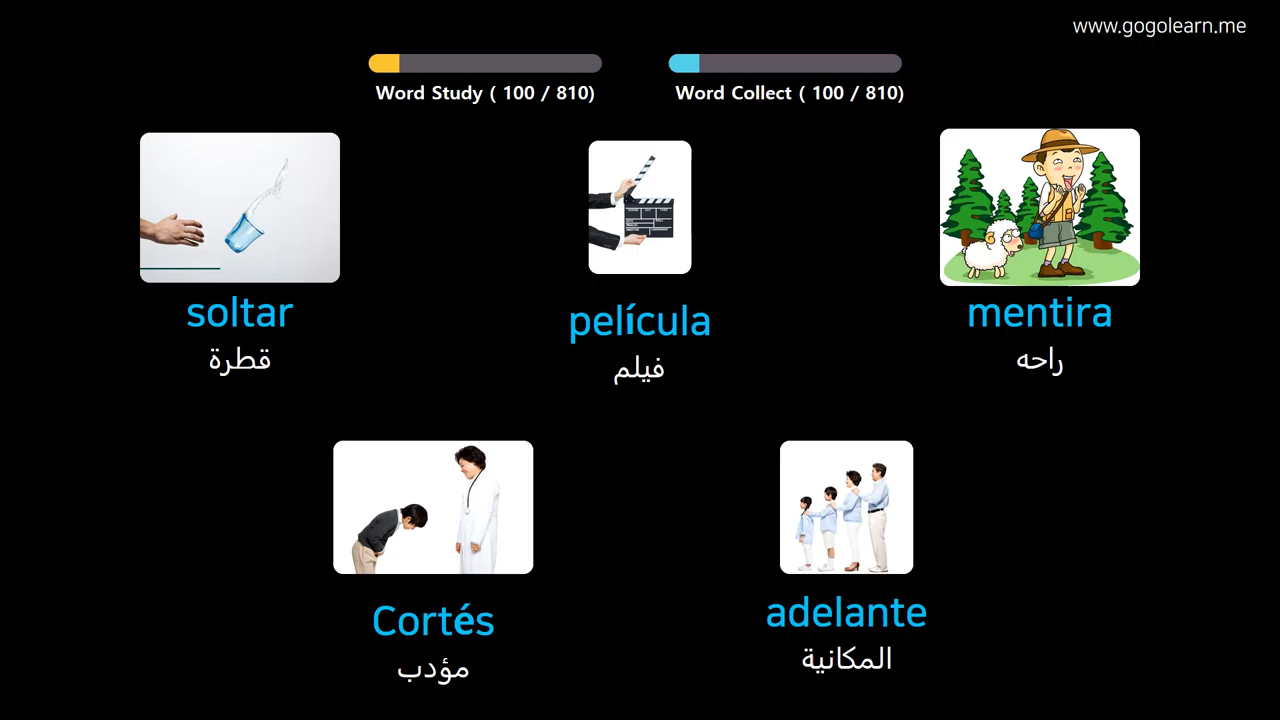 www.gogolearn.me
Word Study ( 100 / 810)
Word Collect ( 100 / 810)
soltar
قطرة
película
فيلم
mentira
راحه
Cortés
مؤدب
adelante
المكانية